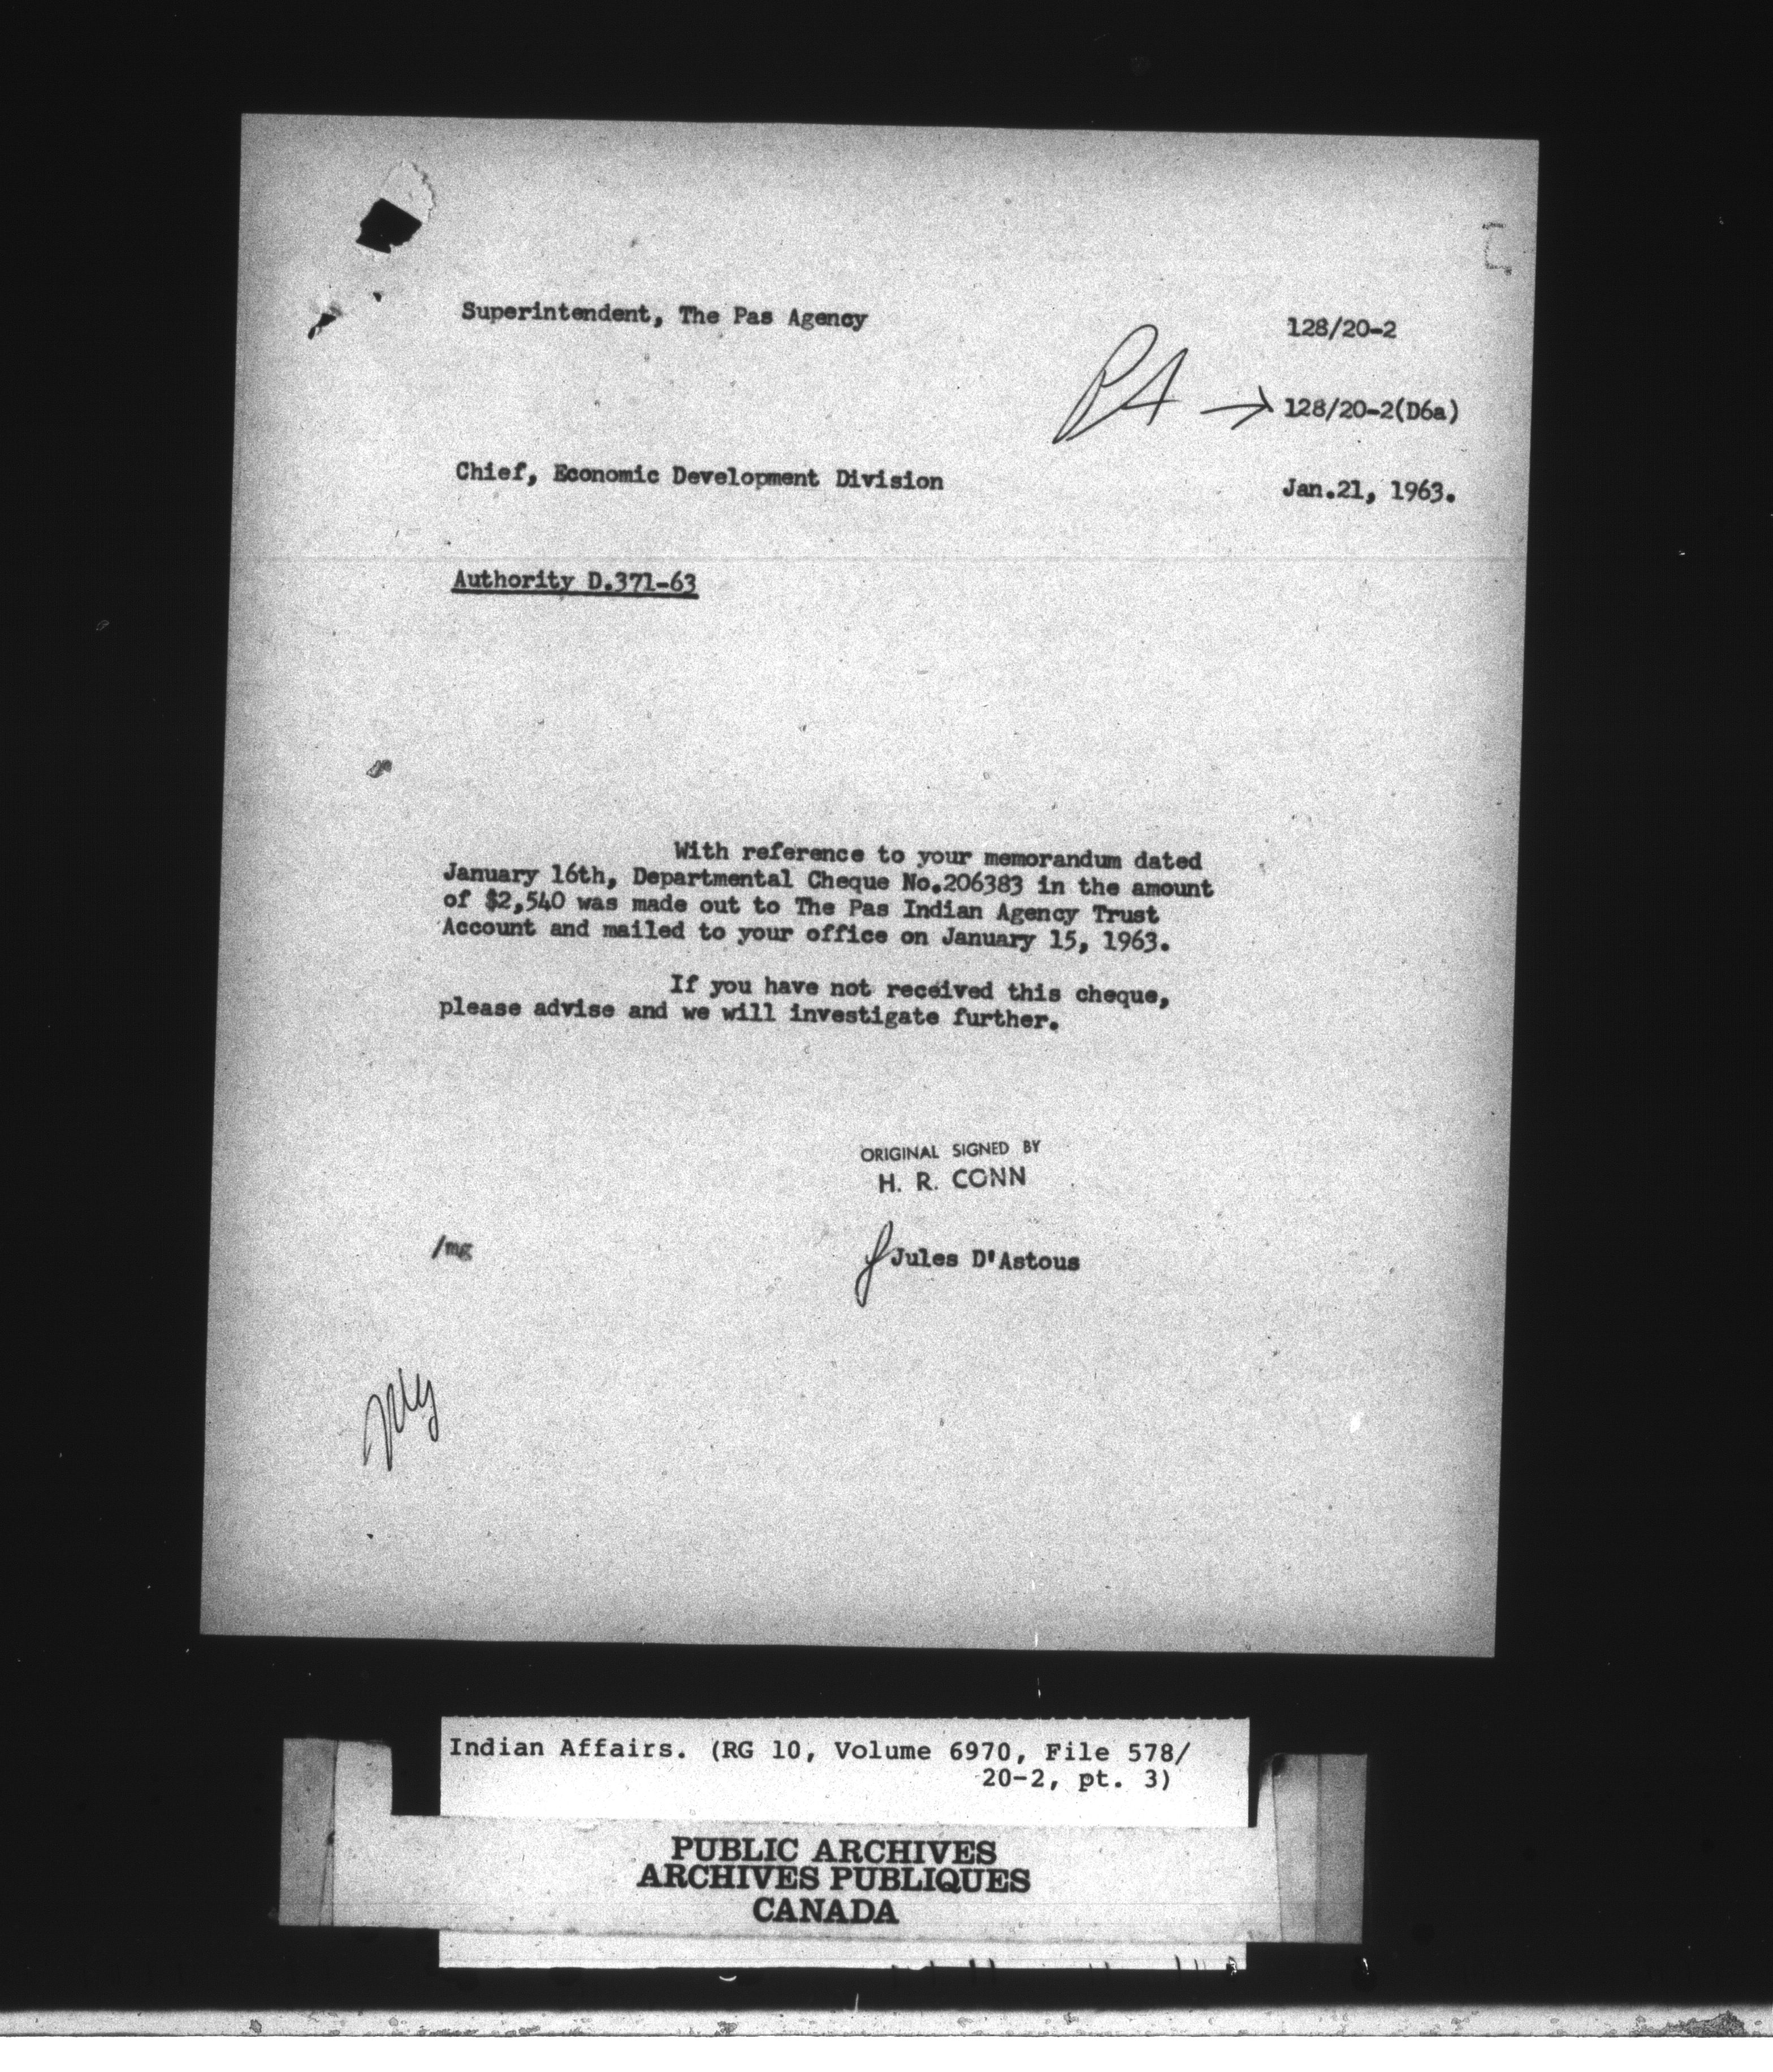 Superintendent, The Pas Agency
128/20-2
PA → 128/20-2(D6a)
Chief, Economic Development Division
Jan.21, 1963.
Authority D.371-63
With reference to your memorandum dated
January 16th, Departmental Cheque No.206383 in the amount
of $2,540 was made out to The Pas Indian Agency Trust
Account and mailed to your office on January 15, 1963.
If you have not received this cheque,
please advise and we will investigate further.
ORIGINAL SIGNED BY
H. R. CONN
/mg
Jules D'Astous
Indian Affairs. (RG 10, Volume 6970, File 578/
20-2, pt. 3)
PUBLIC ARCHIVES
ARCHIVES PUBLIQUES
CANADA